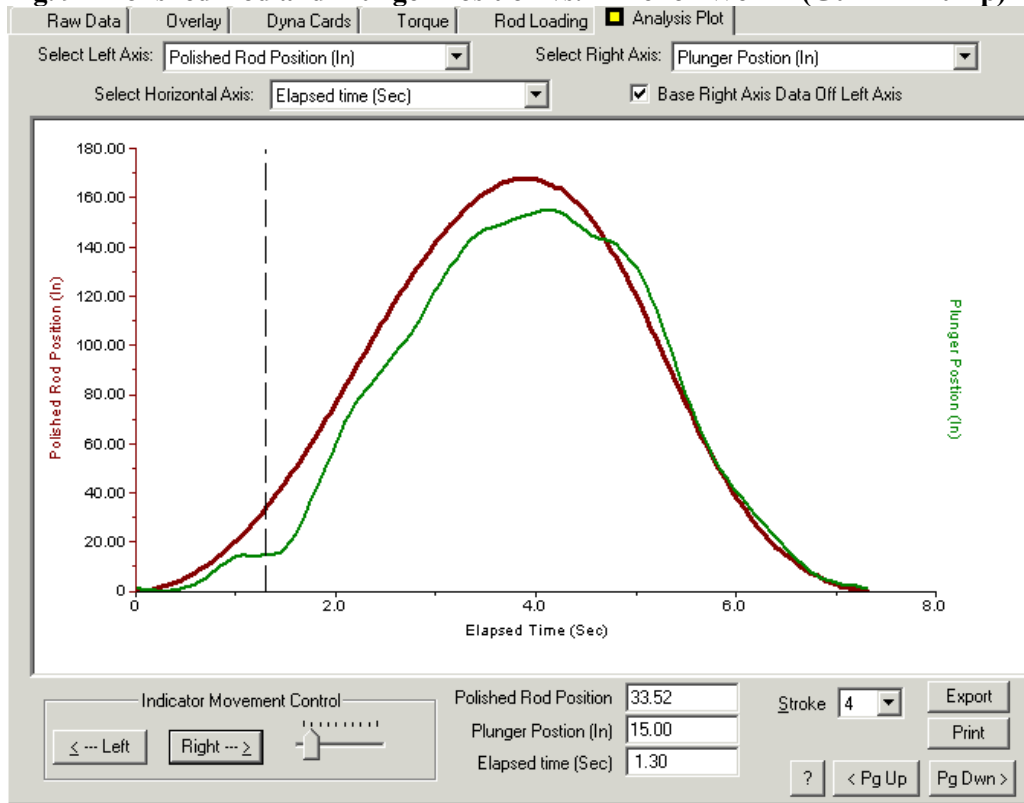 Raw Data Overlay Dyna Cards Torque Rod Loading Analysis Plot
Select Left Axis: Polished Rod Position (In) Select Right Axis: Plunger Postion (In)
Select Horizontal Axis: Elapsed time (Sec) Base Right Axis Data Off Left Axis
180.00
160.00
140.00
120.00
100.00
80.00
60.00
40.00
20.00
0
Polished Rod Position (In)
Plunger Postion (In)
0 2.0 4.0 6.0 8.0
Elapsed Time (Sec)
Indicator Movement Control
< --- Left Right --- >
Polished Rod Position 33.52
Plunger Postion (In) 15.00
Elapsed time (Sec) 1.30
Stroke 4
Export
Print
? < Pg Up Pg Dwn >